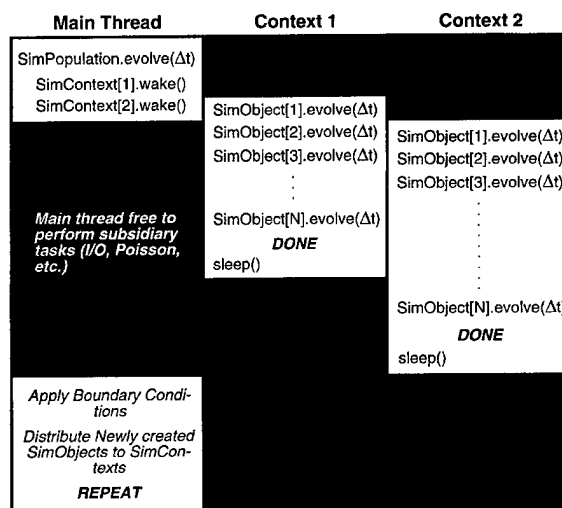 Main Thread
Context 1
Context 2
SimPopulation.evolve(Δt)
SimContext[1].wake()
SimContext[2].wake()
SimObject[1].evolve(Δt)
SimObject[2].evolve(Δt)
SimObject[3].evolve(Δt)
SimObject[N].evolve(Δt)
DONE
sleep()
SimObject[1].evolve(Δt)
SimObject[2].evolve(Δt)
SimObject[3].evolve(Δt)
SimObject[N].evolve(Δt)
DONE
sleep()
Main thread free to
perform subsidiary
tasks (I/O, Poisson,
etc.)
Apply Boundary Condi-
tions
Distribute Newly created
SimObjects to SimCon-
texts
REPEAT